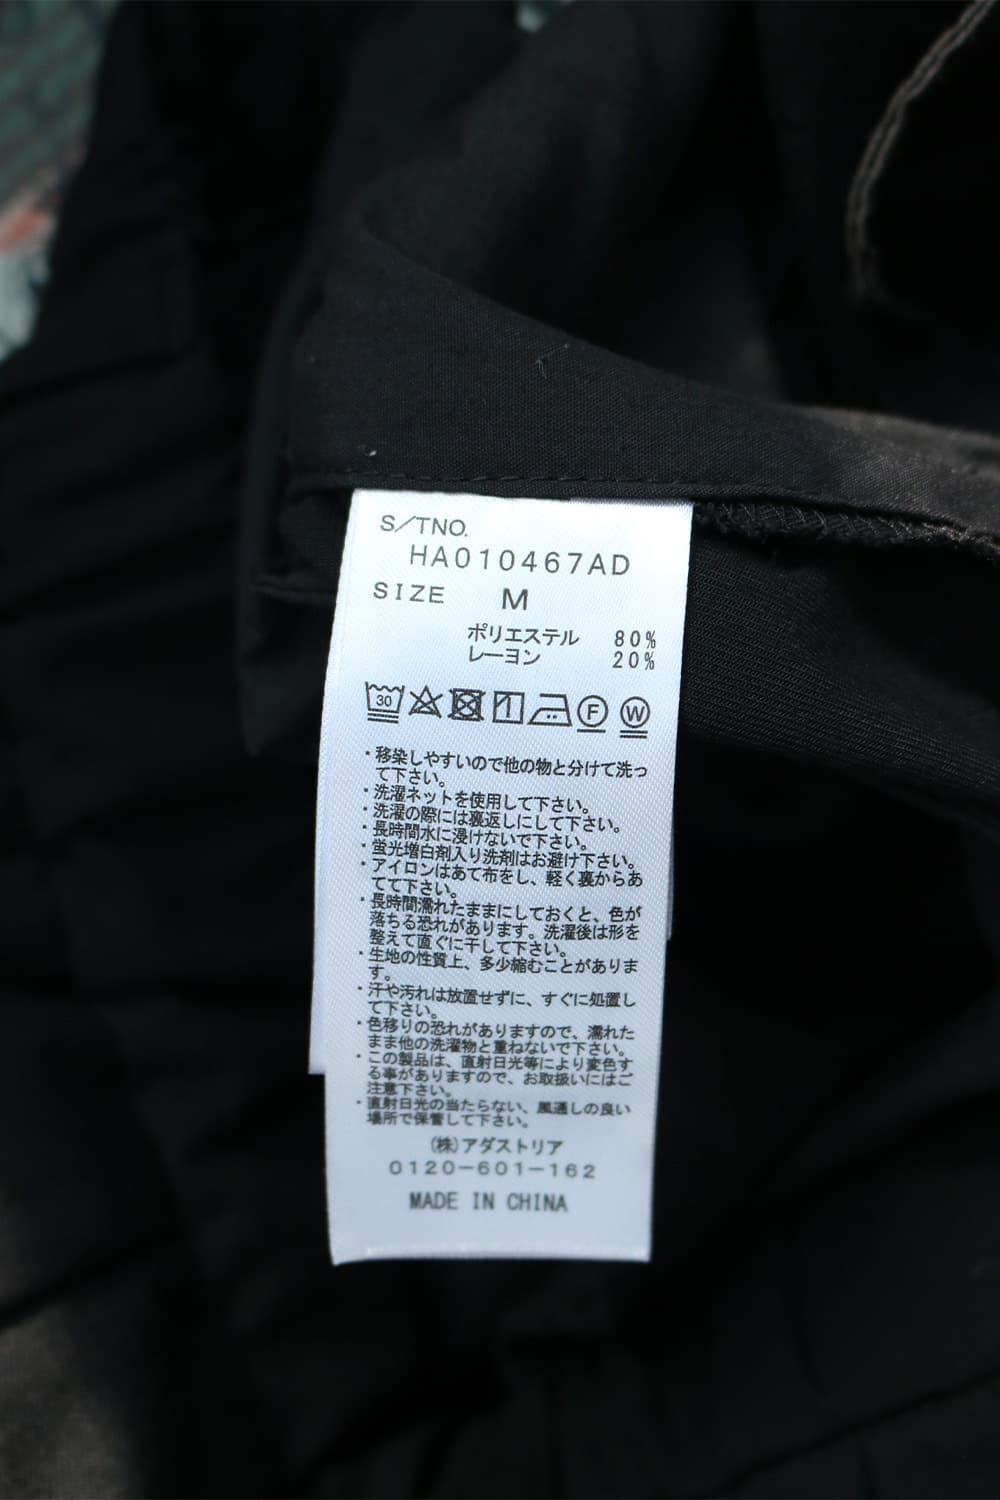 S/TNO.
HA010467AD
SIZE M
ポリエステル 80%
レーヨン 20%
30 F W
・移染しやすいので他の物と分けて洗っ
て下さい。
・洗濯ネットを使用して下さい。
・洗濯の際には裏返しにして下さい。
・長時間水に浸けないで下さい。
・蛍光増白剤入り洗剤はお避け下さい。
・アイロンはあて布をし、軽く裏からあ
てて下さい。
・長時間濡れたままにしておくと、色が
落ちる恐れがあります。洗濯後は形を
整えて直ぐに干して下さい。
・生地の性質上、多少縮むことがありま
す。
・汗や汚れは放置せずに、すぐに処置し
て下さい。
・色移りの恐れがありますので、濡れた
まま他の洗濯物と重ねないで下さい。
・この製品は、直射日光等により変色す
る事がありますので、お取扱いにはご
注意下さい。
・直射日光の当たらない、風通しの良い
場所で保管して下さい。
(株)アダストリア
0120-601-162
MADE IN CHINA